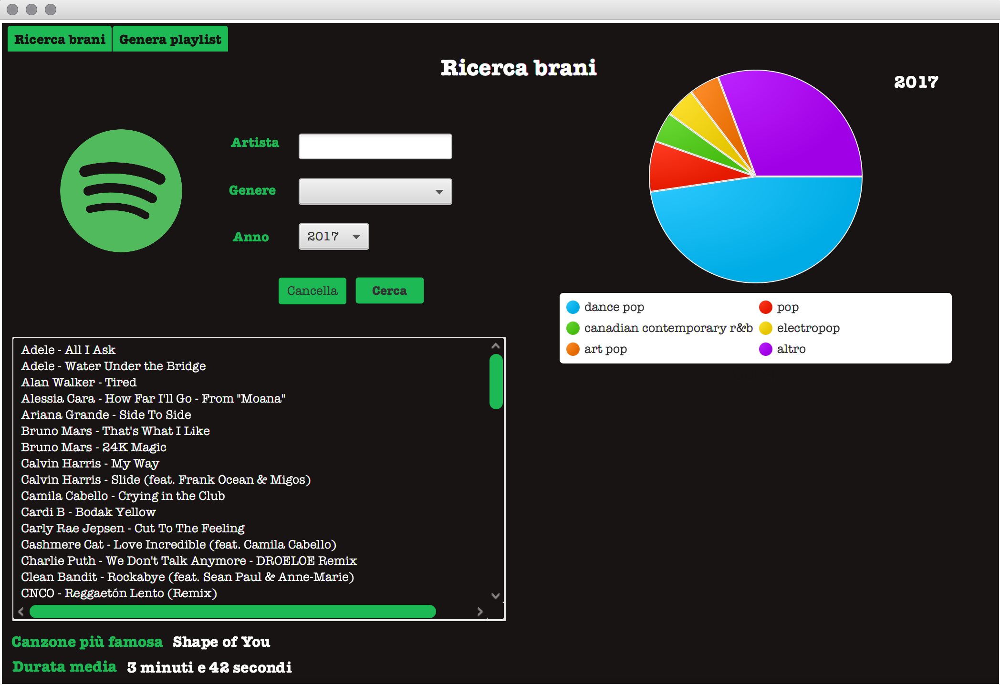 Ricerca brani
Genera playlist
Ricerca brani
2017
Artista
Genere
Anno
2017
Cancella
Cerca
dance pop
pop
canadian contemporary r&b
electropop
art pop
altro
Adele - All I Ask
Adele - Water Under the Bridge
Alan Walker - Tired
Alessia Cara - How Far I'll Go - From "Moana"
Ariana Grande - Side To Side
Bruno Mars - That's What I Like
Bruno Mars - 24K Magic
Calvin Harris - My Way
Calvin Harris - Slide (feat. Frank Ocean & Migos)
Camila Cabello - Crying in the Club
Cardi B - Bodak Yellow
Carly Rae Jepsen - Cut To The Feeling
Cashmere Cat - Love Incredible (feat. Camila Cabello)
Charlie Puth - We Don't Talk Anymore - DROELOE Remix
Clean Bandit - Rockabye (feat. Sean Paul & Anne-Marie)
CNCO - Reggaetón Lento (Remix)
Canzone più famosa Shape of You
Durata media 3 minuti e 42 secondi